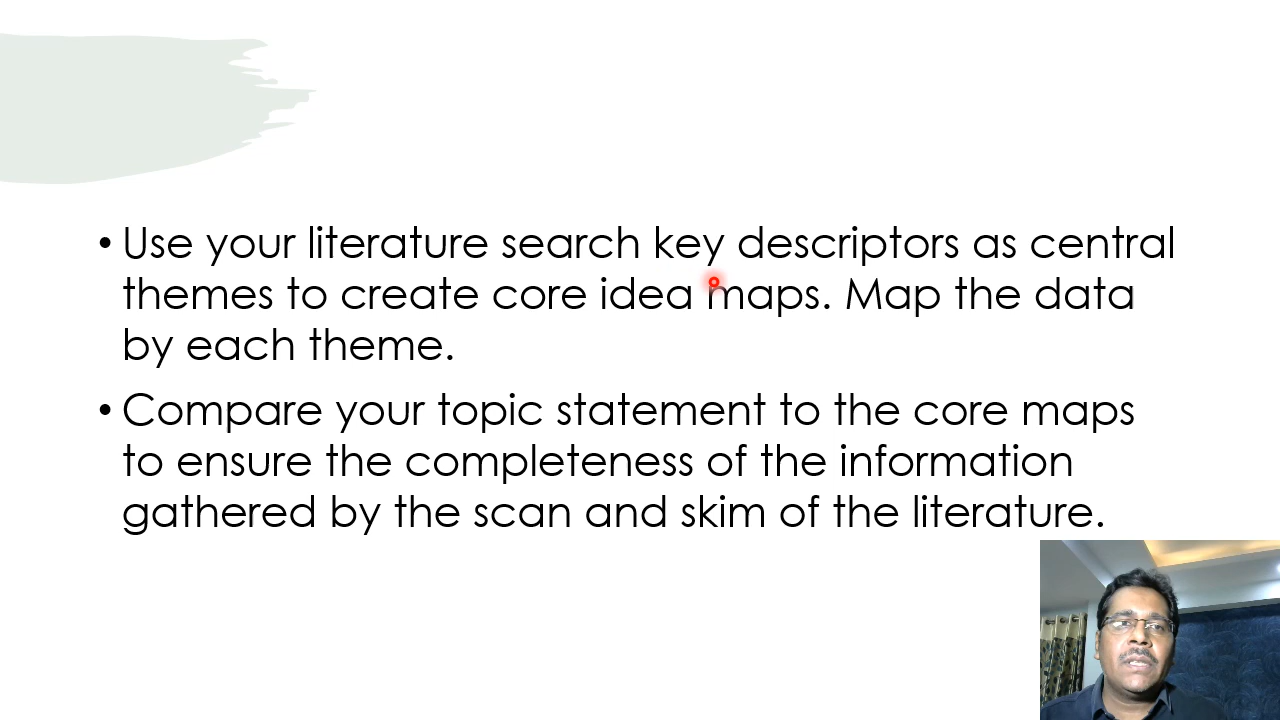 • Use your literature search key descriptors as central
themes to create core idea maps. Map the data
by each theme.
• Compare your topic statement to the core maps
to ensure the completeness of the information
gathered by the scan and skim of the literature.